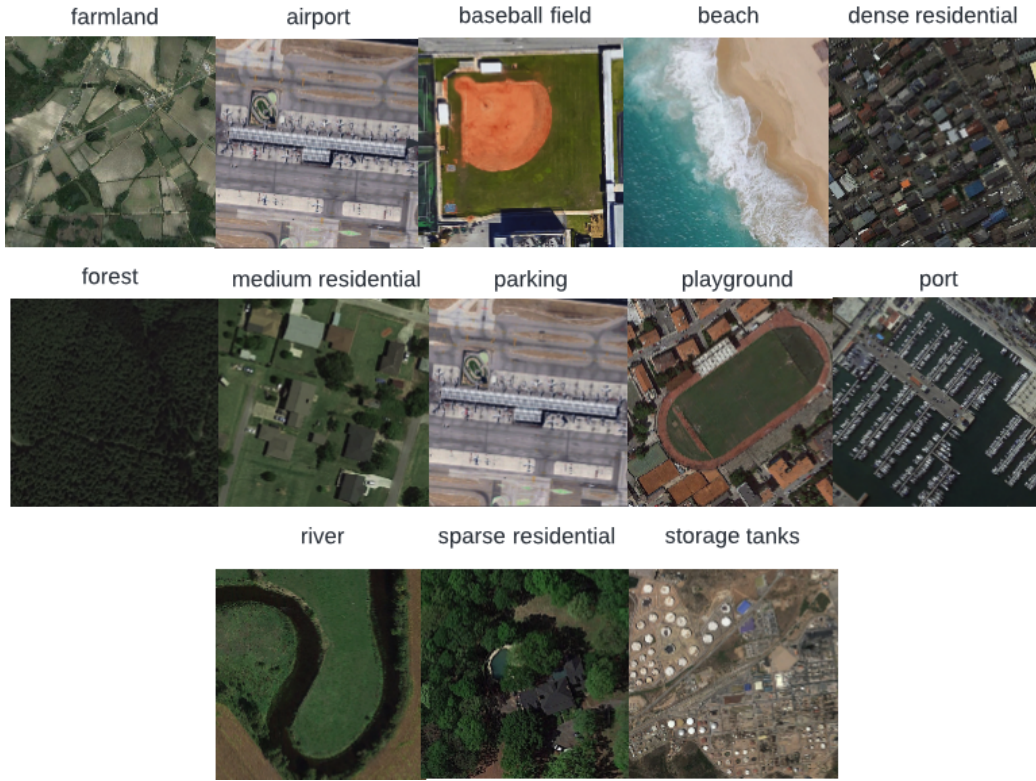 farmland
airport
baseball field
beach
dense residential
forest
medium residential
parking
playground
port
river
sparse residential
storage tanks